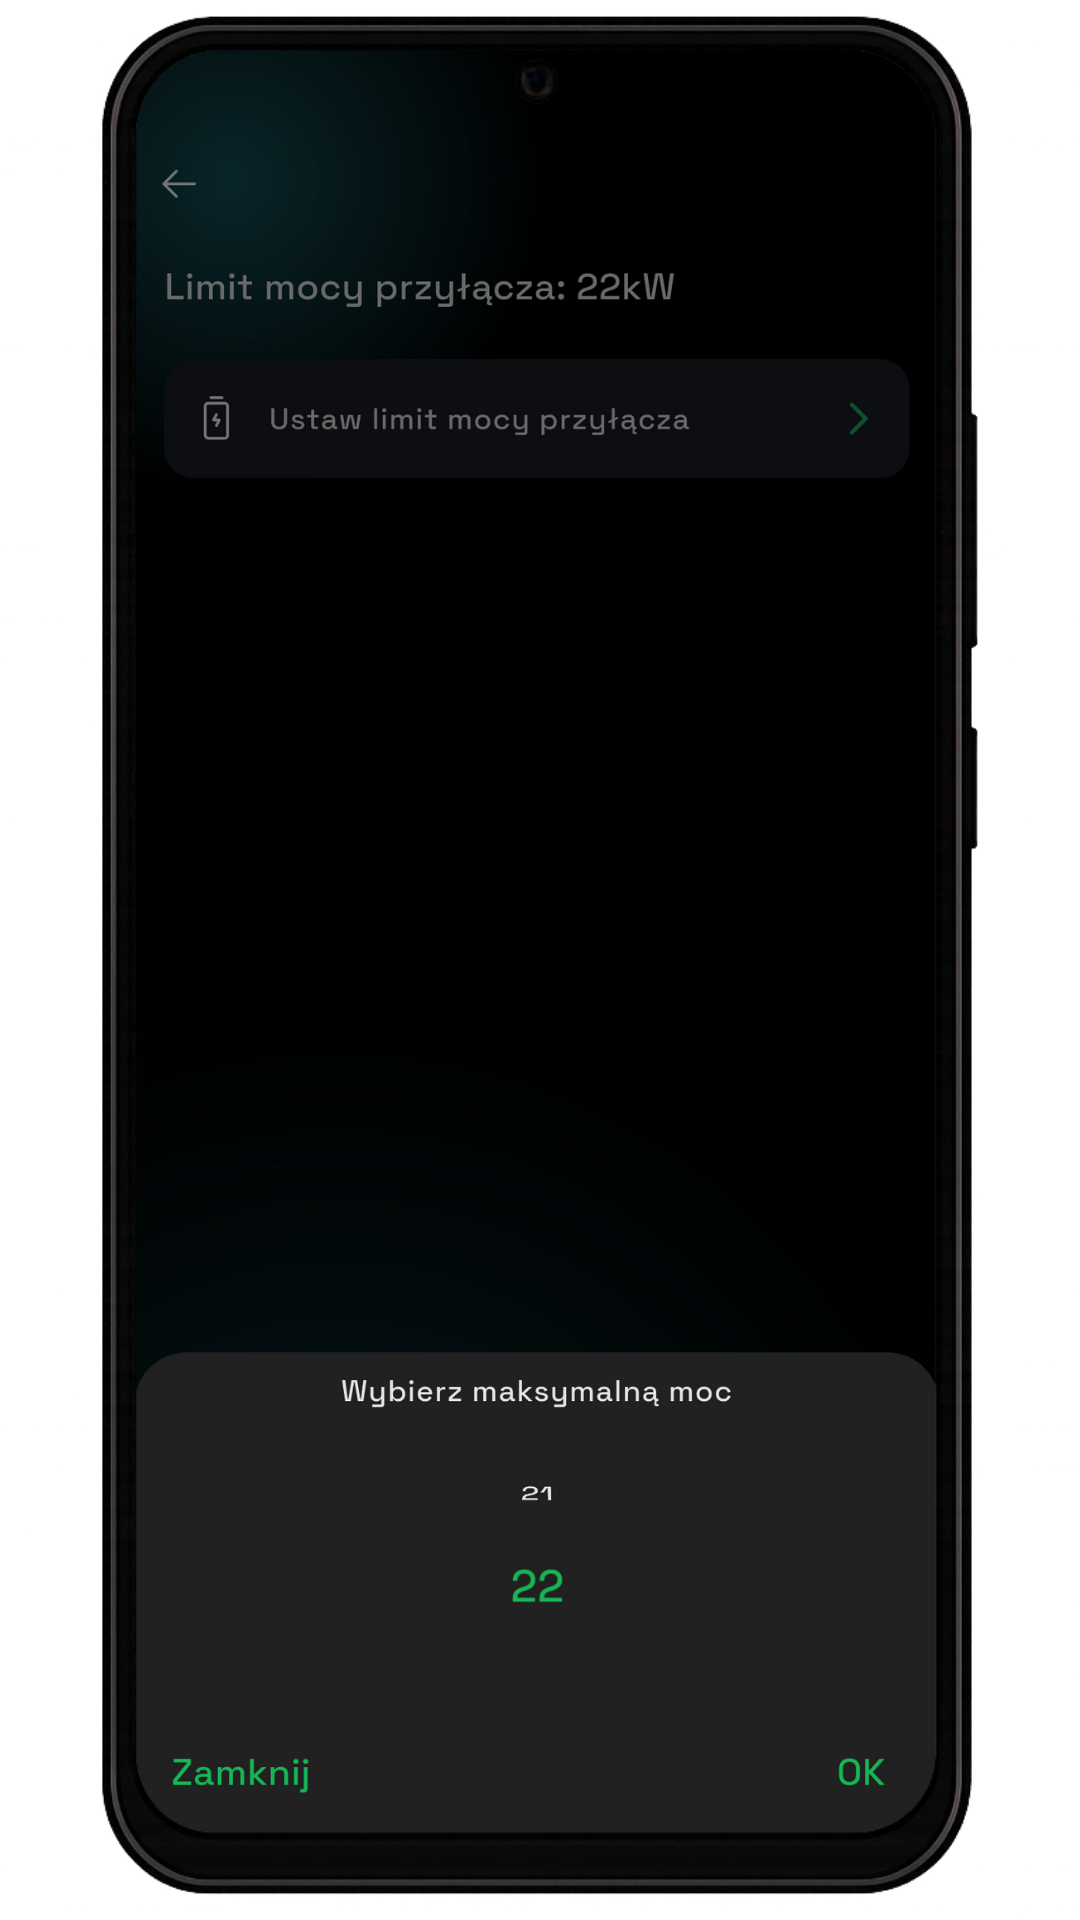 Limit mocy przyłącza: 22kW
Ustaw limit mocy przyłącza
Wybierz maksymalną moc
21
22
Zamknij OK